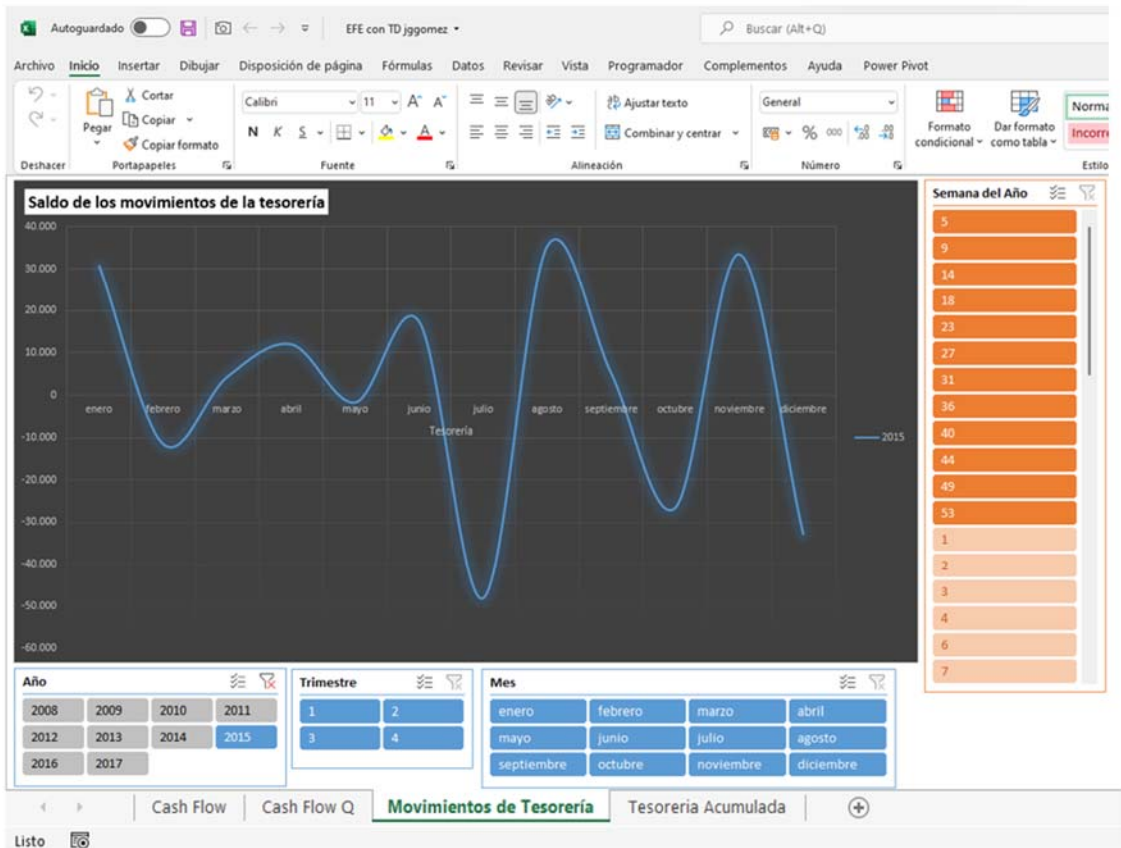 Autoguardado
EFE con TD jggomez
Buscar (Alt+Q)
Archivo Inicio Insertar Dibujar Disposición de página Fórmulas Datos Revisar Vista Programador Complementos Ayuda Power Pivot
Pegar
Cortar
Copiar
Copiar formato
Calibri 11 A^ A˅
N K S
Ajustar texto
Combinar y centrar
General
% 000
Formato condicional
Dar formato como tabla
Norma
Incorre
Deshacer Portapapeles Fuente Alineación Número Estilo
Saldo de los movimientos de la tesorería
40.000
30.000
20.000
10.000
0
enero febrero marzo abril mayo junio julio agosto septiembre octubre noviembre diciembre
Tesorería
-10.000
2015
-20.000
-30.000
-40.000
-50.000
-60.000
Semana del Año
5
9
14
18
23
27
31
36
40
44
49
53
1
2
3
4
6
7
Año
2008 2009 2010 2011
2012 2013 2014 2015
2016 2017
Trimestre
1 2
3 4
Mes
enero febrero marzo abril
mayo junio julio agosto
septiembre octubre noviembre diciembre
Cash Flow Cash Flow Q Movimientos de Tesorería Tesoreria Acumulada
Listo